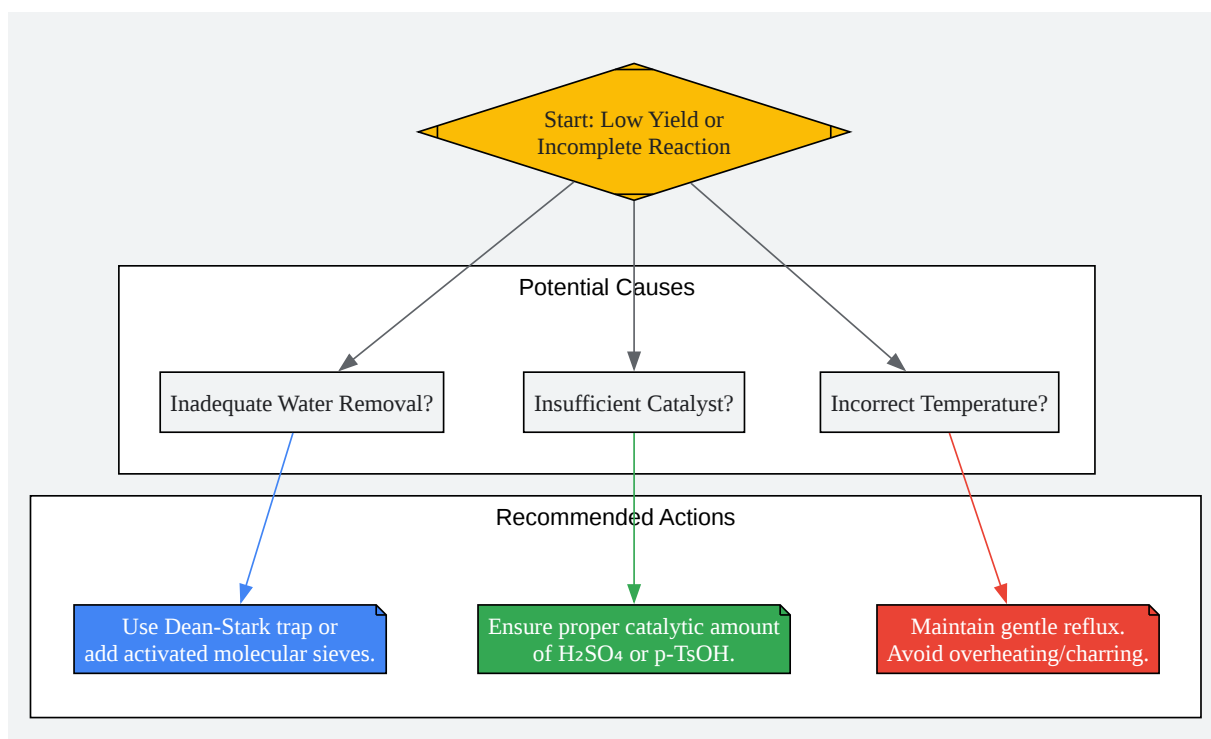 Start: Low Yield or
Incomplete Reaction
Potential Causes
Inadequate Water Removal?
Insufficient Catalyst?
Incorrect Temperature?
Recommended Actions
Use Dean-Stark trap or
add activated molecular sieves.
Ensure proper catalytic amount
of H₂SO₄ or p-TsOH.
Maintain gentle reflux.
Avoid overheating/charring.